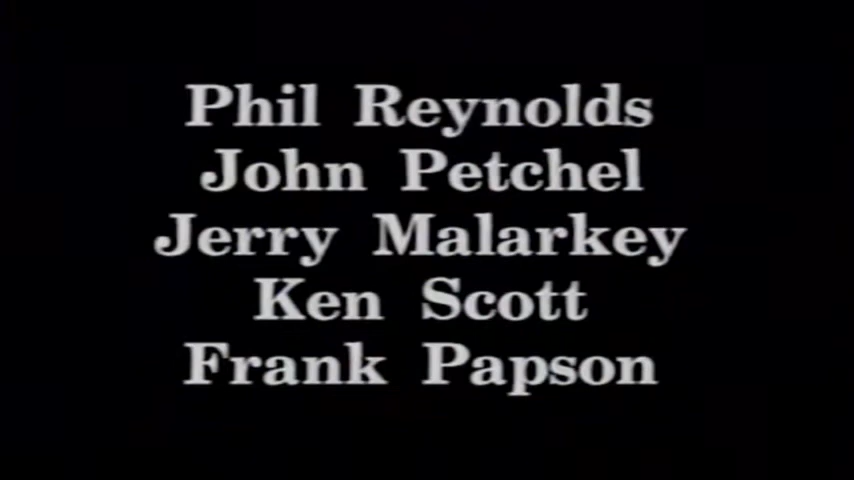 Phil Reynolds
John Petchel
Jerry Malarkey
Ken Scott
Frank Papson